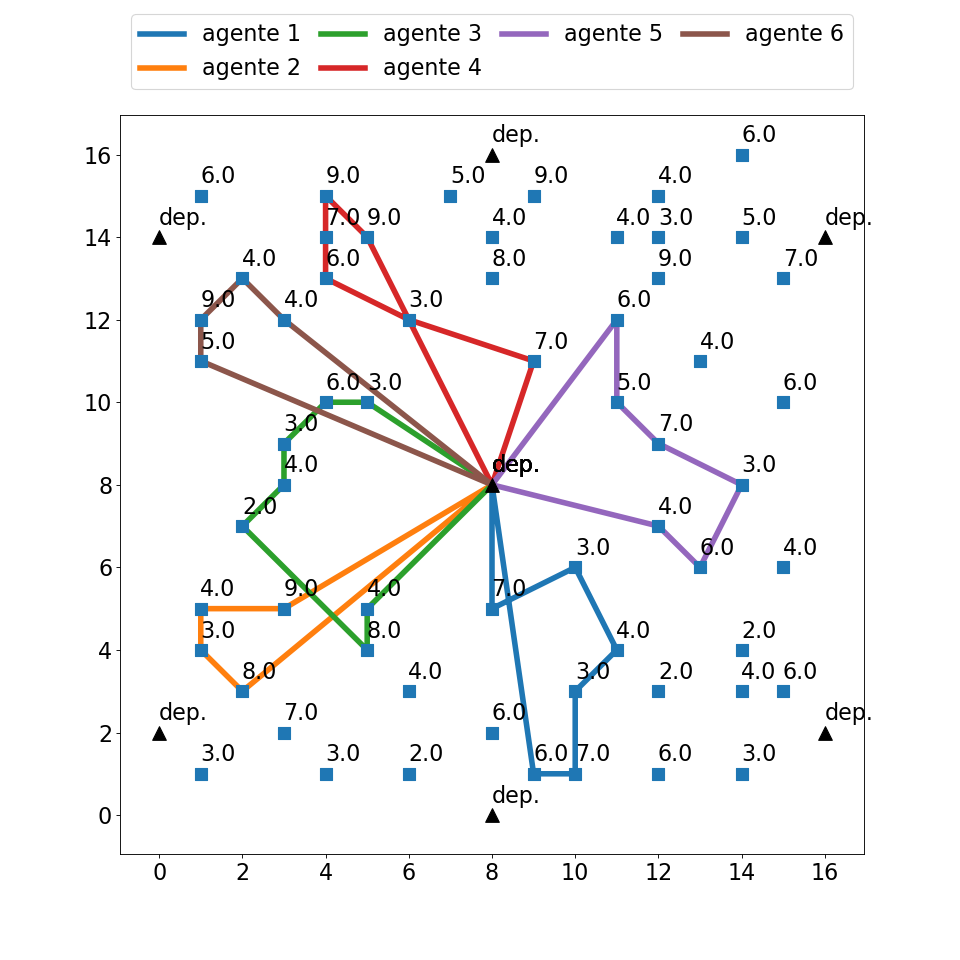 agente 1 agente 3 agente 5 agente 6
agente 2 agente 4
dep. 6.0
16
6.0 9.0 5.0 9.0 4.0
dep. 7.0 9.0 4.0 4.0 3.0 5.0 dep.
14
4.0 6.0 8.0 9.0 7.0
9.0 4.0 3.0 6.0
12
5.0 7.0 4.0
6.0 3.0 5.0 6.0
10
3.0 7.0
4.0 dep. 3.0
8
2.0 4.0
3.0 6.0 4.0
6
4.0 9.0 4.0 7.0
3.0 8.0 4.0 2.0
4
8.0 4.0 3.0 2.0 4.0 6.0
dep. 7.0 6.0 dep.
2
3.0 3.0 2.0 6.0 7.0 6.0 3.0
dep.
0
0 2 4 6 8 10 12 14 16